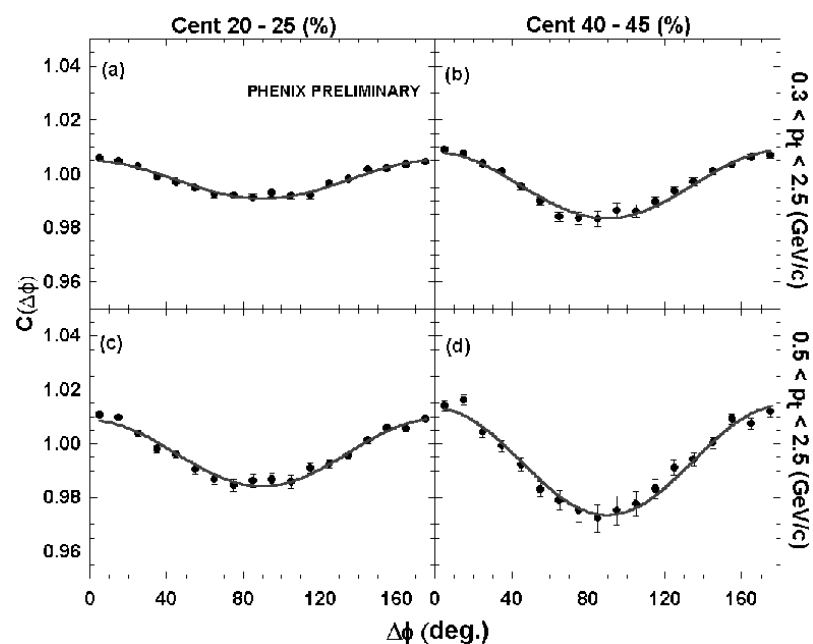 Cent 20 - 25 (%)
Cent 40 - 45 (%)
1.04
(a)
PHENIX PRELIMINARY
(b)
1.02
1.00
0.98
0.96
0.3 < pt < 2.5 (GeV/c)
C(Δϕ)
1.04
(c)
(d)
1.02
1.00
0.98
0.96
0.5 < pt < 2.5 (GeV/c)
0 40 80 120 160 0 40 80 120 160
Δϕ (deg.)